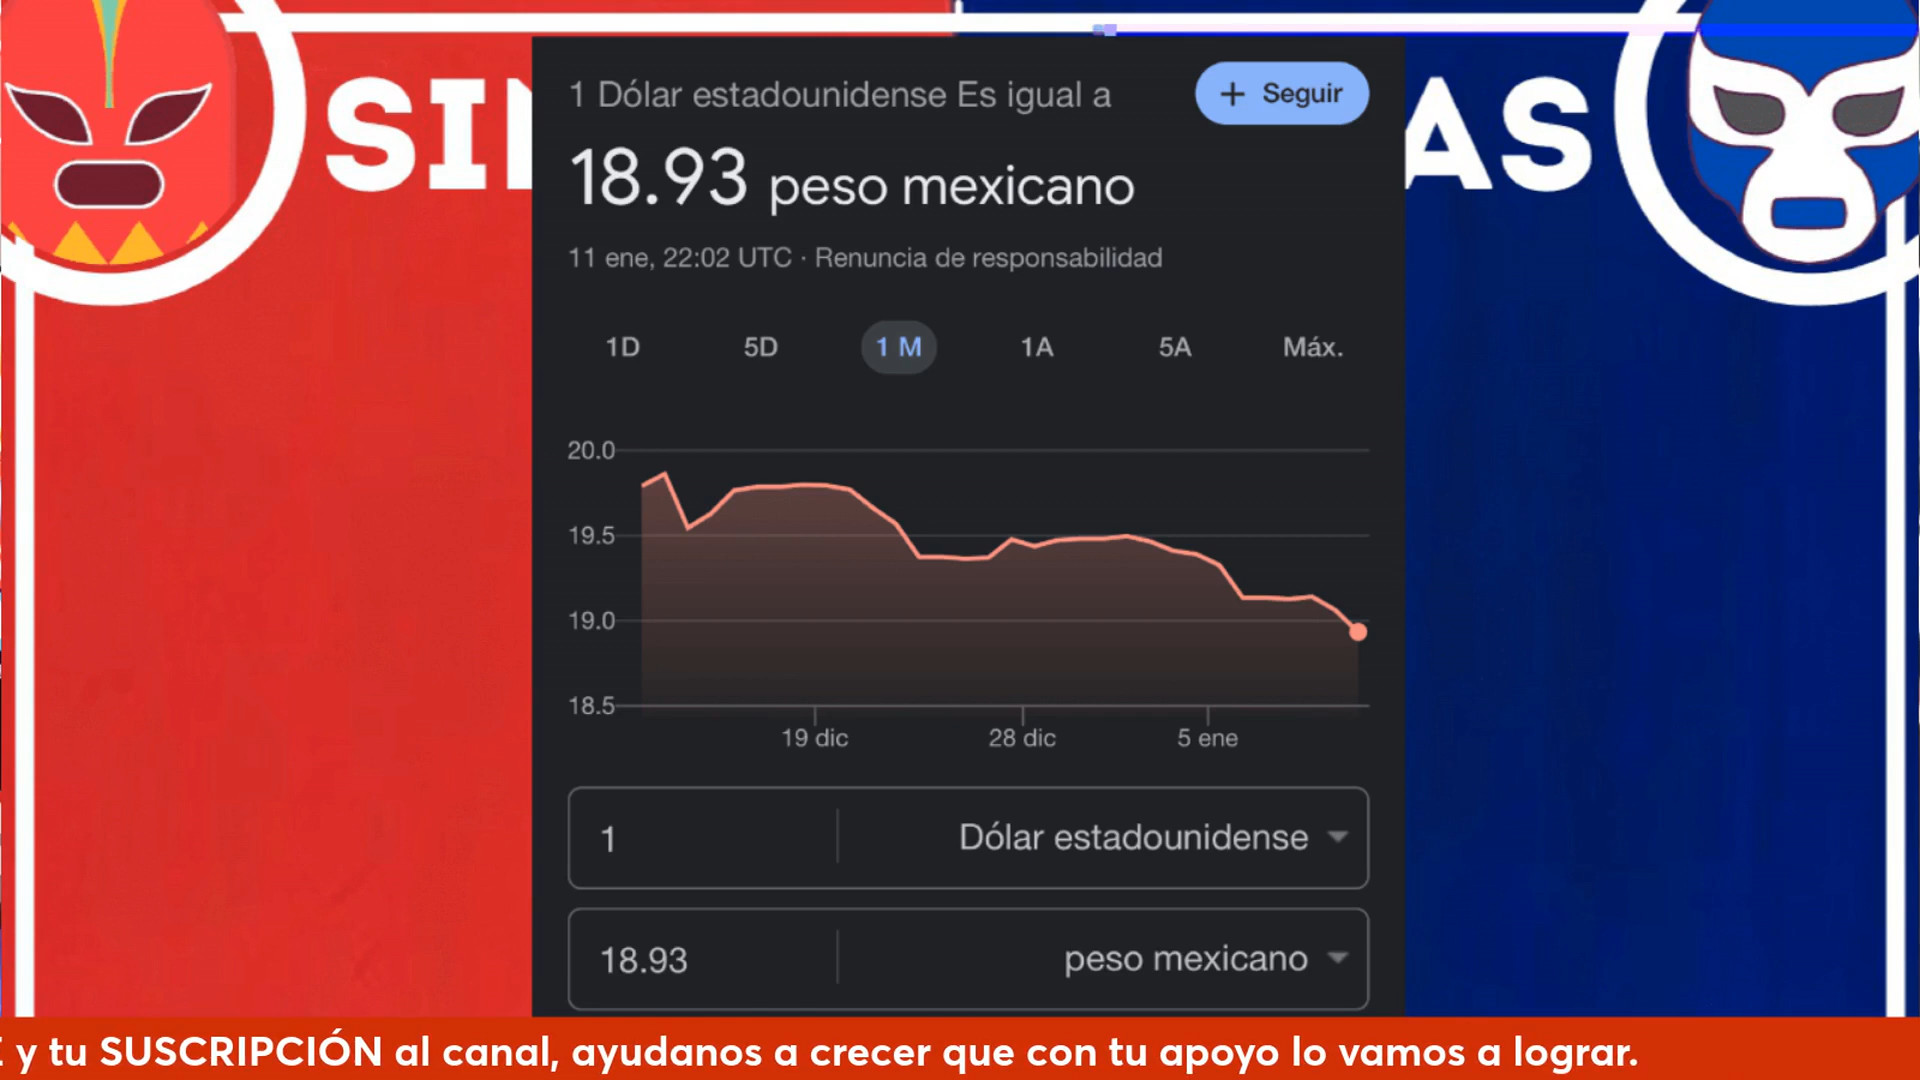 SI
AS
1 Dólar estadounidense Es igual a
+ Seguir
18.93 peso mexicano
11 ene, 22:02 UTC · Renuncia de responsabilidad
1D 5D 1 M 1A 5A Máx.
20.0
19.5
19.0
18.5
19 dic 28 dic 5 ene
1 Dólar estadounidense
18.93 peso mexicano
y tu SUSCRIPCIÓN al canal, ayudanos a crecer que con tu apoyo lo vamos a lograr.